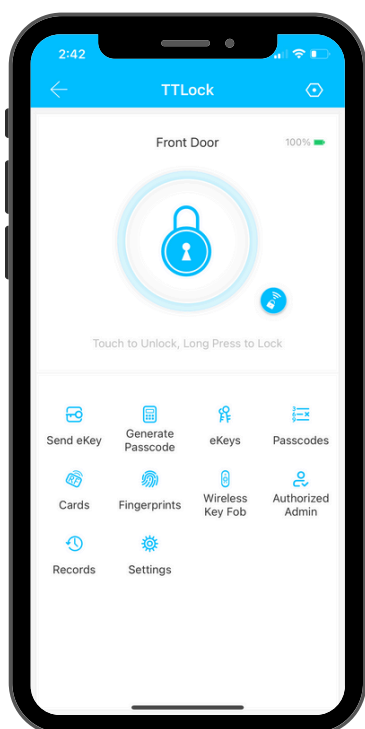 2:42
TTLock
Front Door
100%
Touch to Unlock, Long Press to Lock
Send eKey
Generate
Passcode
eKeys
Passcodes
Cards
Fingerprints
Wireless
Key Fob
Authorized
Admin
Records
Settings